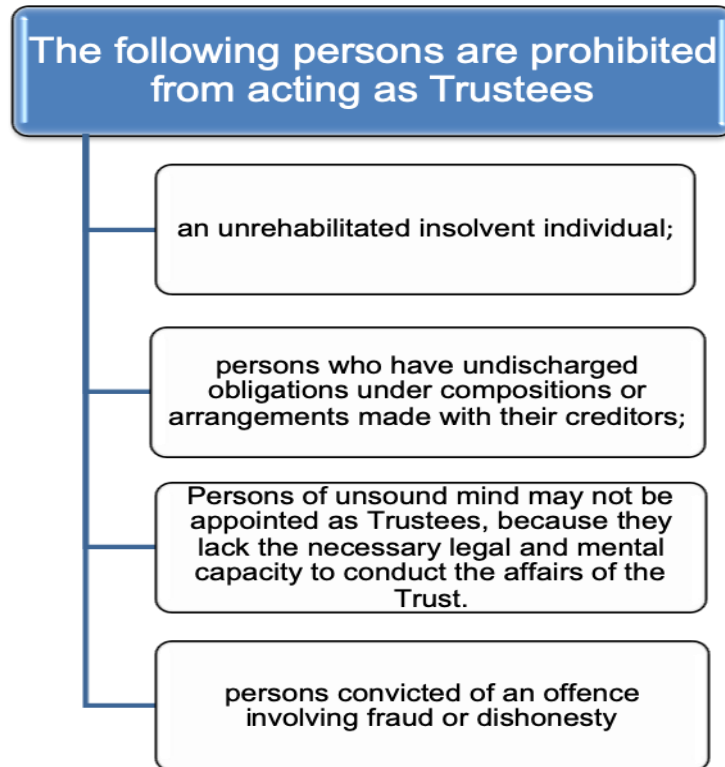 The following persons are prohibited
from acting as Trustees
an unrehabilitated insolvent individual;
persons who have undischarged
obligations under compositions or
arrangements made with their creditors;
Persons of unsound mind may not be
appointed as Trustees, because they
lack the necessary legal and mental
capacity to conduct the affairs of the
Trust.
persons convicted of an offence
involving fraud or dishonesty